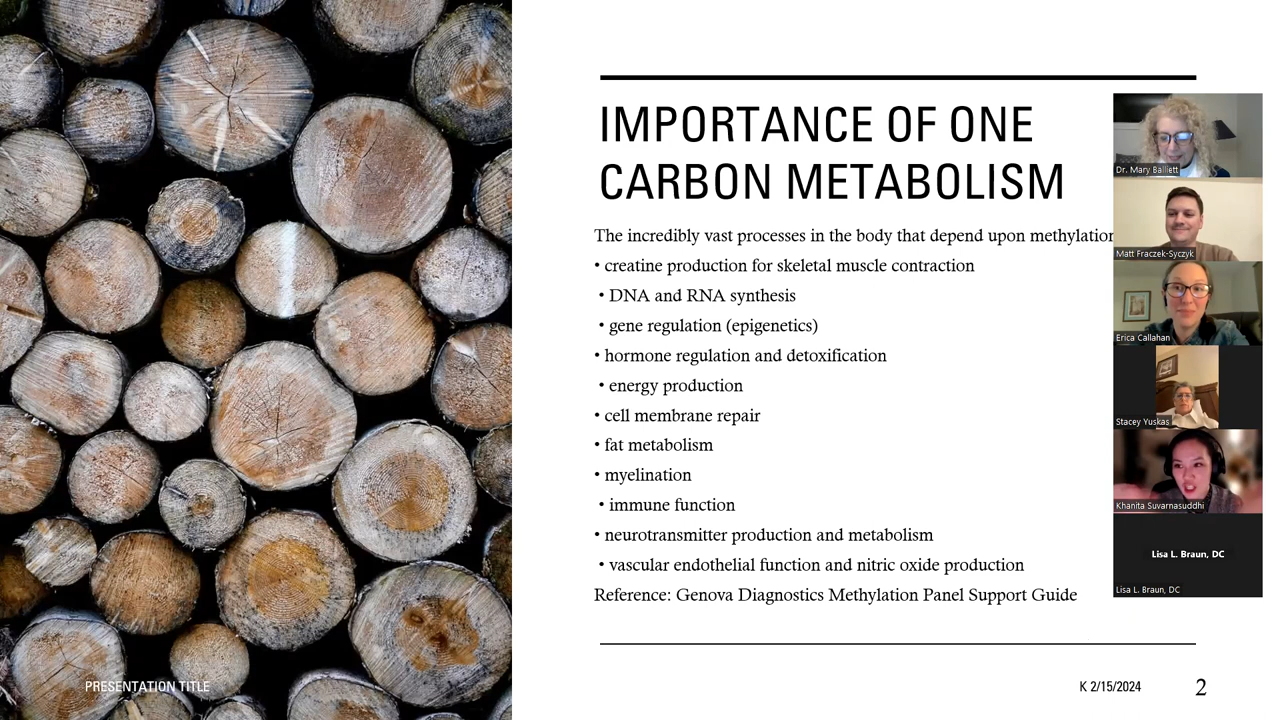 IMPORTANCE OF ONE
CARBON METABOLISM
The incredibly vast processes in the body that depend upon methylation
• creatine production for skeletal muscle contraction
• DNA and RNA synthesis
• gene regulation (epigenetics)
• hormone regulation and detoxification
• energy production
• cell membrane repair
• fat metabolism
• myelination
• immune function
• neurotransmitter production and metabolism
• vascular endothelial function and nitric oxide production
Reference: Genova Diagnostics Methylation Panel Support Guide
Dr. Mary Balliett
Matt Fraczek-Syczyk
Erica Callahan
Stacey Yuskas
Khanita Suvarnasuddhi
Lisa L. Braun, DC
Lisa L. Braun, DC
PRESENTATION TITLE
K 2/15/2024
2